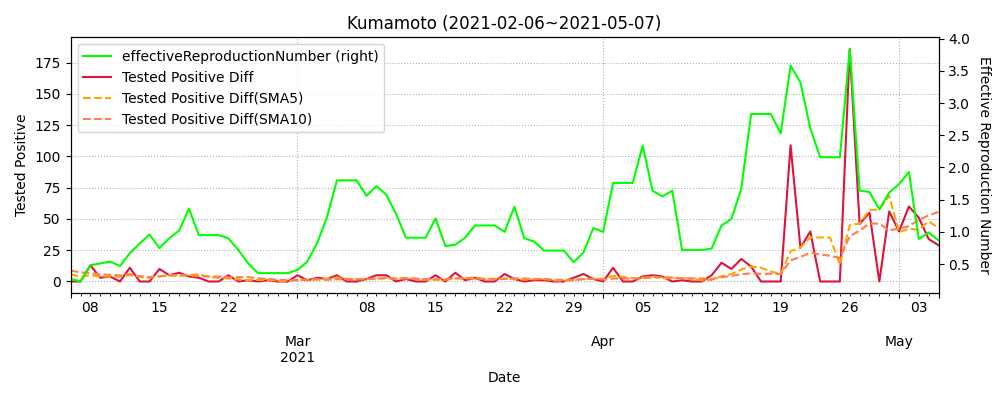 Kumamoto (2021-02-06~2021-05-07)
effectiveReproductionNumber (right)
Tested Positive Diff
Tested Positive Diff(SMA5)
Tested Positive Diff(SMA10)
Tested Positive
175
150
125
100
75
50
25
0
4.0
3.5
3.0
2.5
2.0
1.5
1.0
0.5
Effective Reproduction Number
08 15 22 08 15 22 29 05 12 19 26 03
Mar Apr May
2021
Date